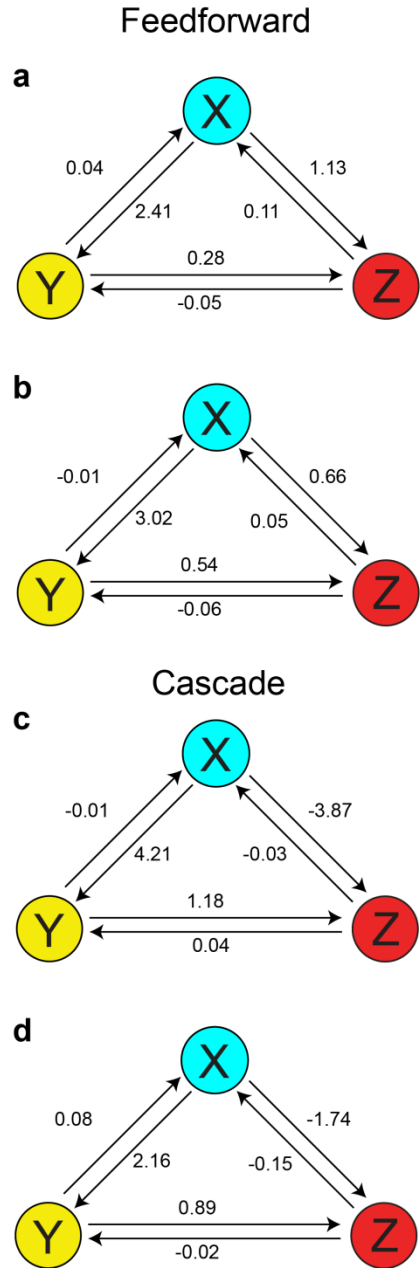 Feedforward
a
X
0.04
1.13
2.41
0.11
0.28
Y
Z
-0.05
b
X
-0.01
0.66
3.02
0.05
0.54
Y
Z
-0.06
Cascade
c
X
-0.01
-3.87
4.21
-0.03
1.18
Y
Z
0.04
d
X
0.08
-1.74
2.16
-0.15
0.89
Y
Z
-0.02